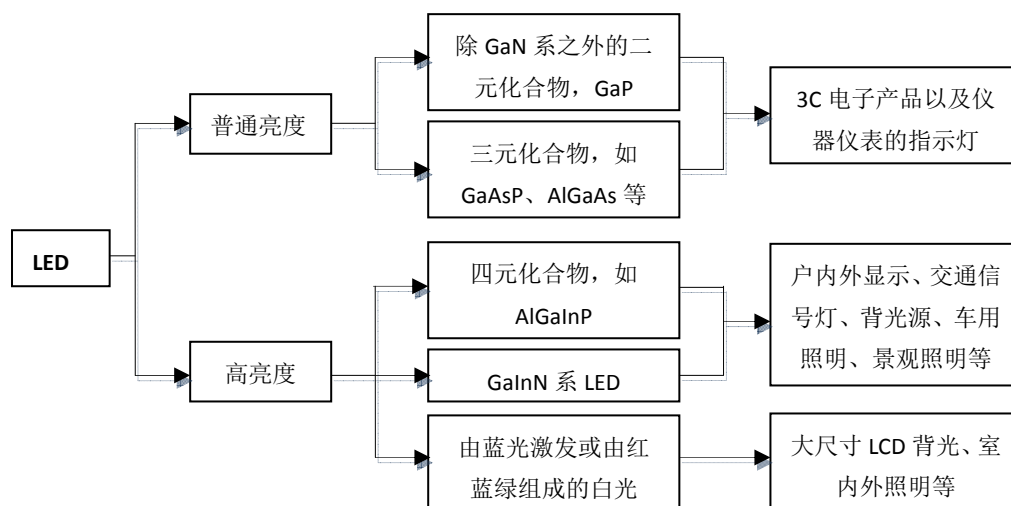 LED
普通亮度
高亮度
除 GaN 系之外的二
元化合物，GaP
三元化合物，如
GaAsP、AlGaAs 等
四元化合物，如
AlGaInP
GaInN 系 LED
由蓝光激发或由红
蓝绿组成的白光
3C 电子产品以及仪
器仪表的指示灯
户内外显示、交通信
号灯、背光源、车用
照明、景观照明等
大尺寸 LCD 背光、室
内外照明等